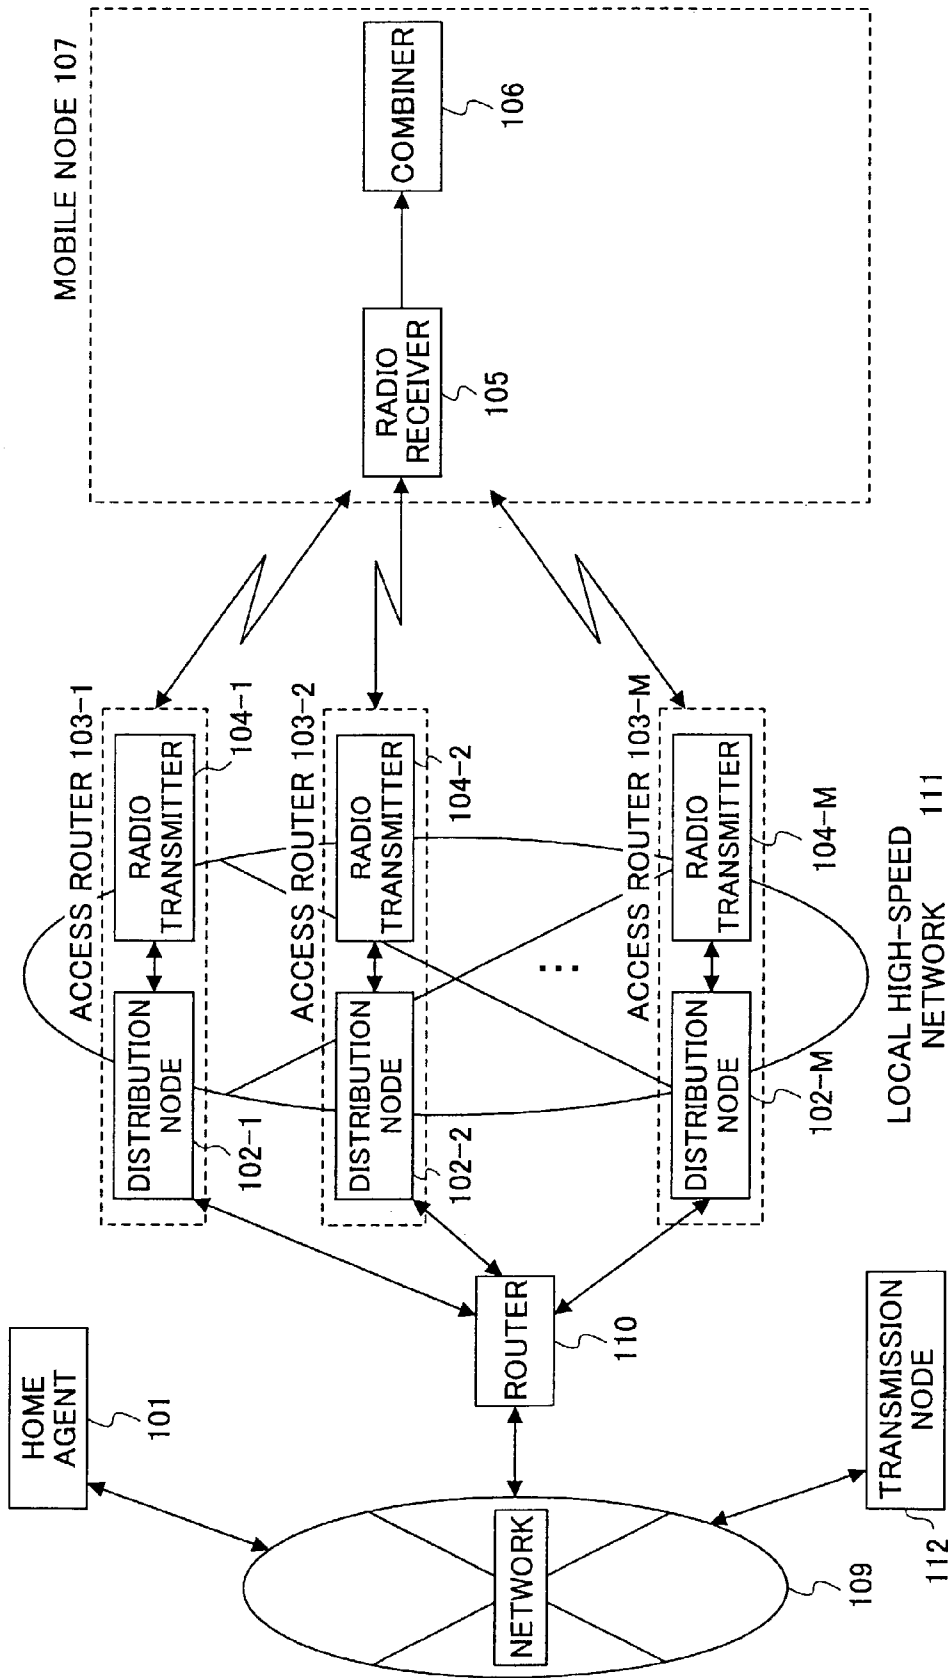 HOME
AGENT
101
NETWORK
109
TRANSMISSION
NODE
112
ROUTER
110
ACCESS ROUTER 103-1
DISTRIBUTION
NODE
102-1
RADIO
TRANSMITTER
104-1
ACCESS ROUTER 103-2
DISTRIBUTION
NODE
102-2
RADIO
TRANSMITTER
104-2
...
ACCESS ROUTER 103-M
DISTRIBUTION
NODE
102-M
RADIO
TRANSMITTER
104-M
LOCAL HIGH-SPEED
NETWORK 111
MOBILE NODE 107
RADIO
RECEIVER
105
COMBINER
106